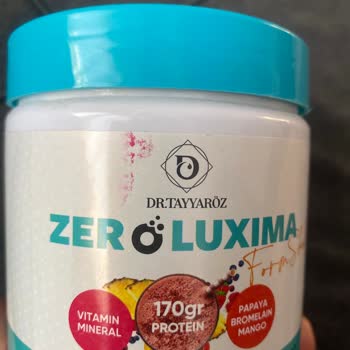 DR.TAYYARÖZ
ZERO LUXIMA
Form
VITAMIN
MINERAL
170gr
PROTEIN
PAPAYA
BROMELAIN
MANGO